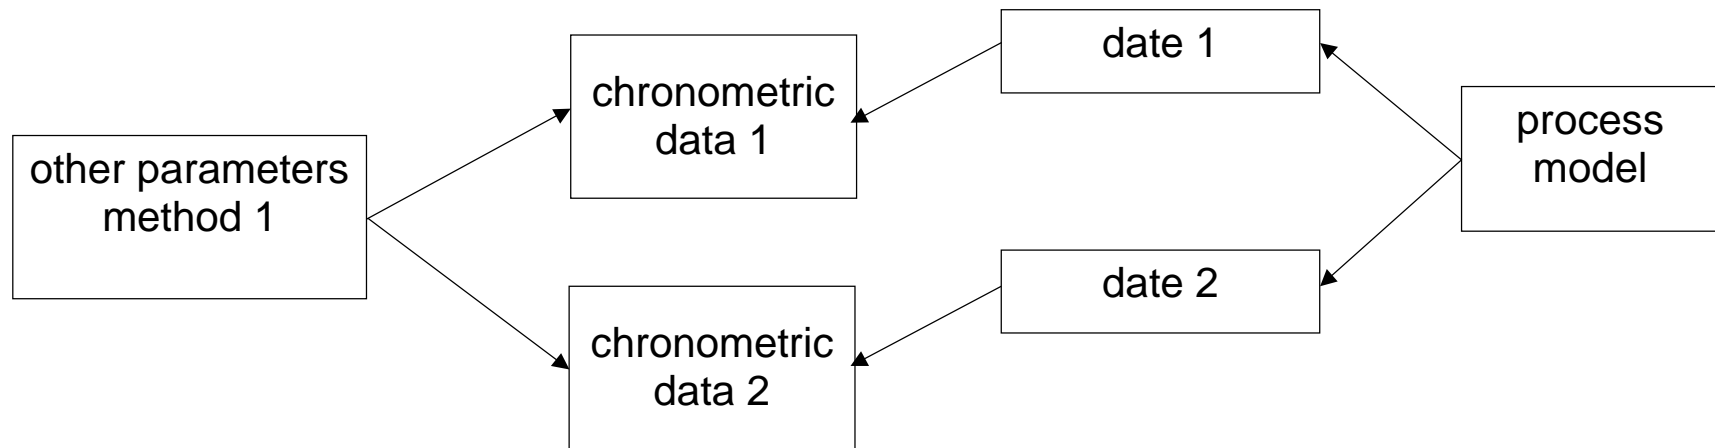 other parameters
method 1
chronometric
data 1
chronometric
data 2
date 1
date 2
process
model